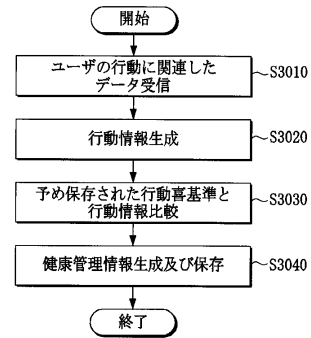 開始
ユーザの行動に関連した
データ受信
S3010
行動情報生成
S3020
予め保存された行動喜基準と
行動情報比較
S3030
健康管理情報生成及び保存
S3040
終了